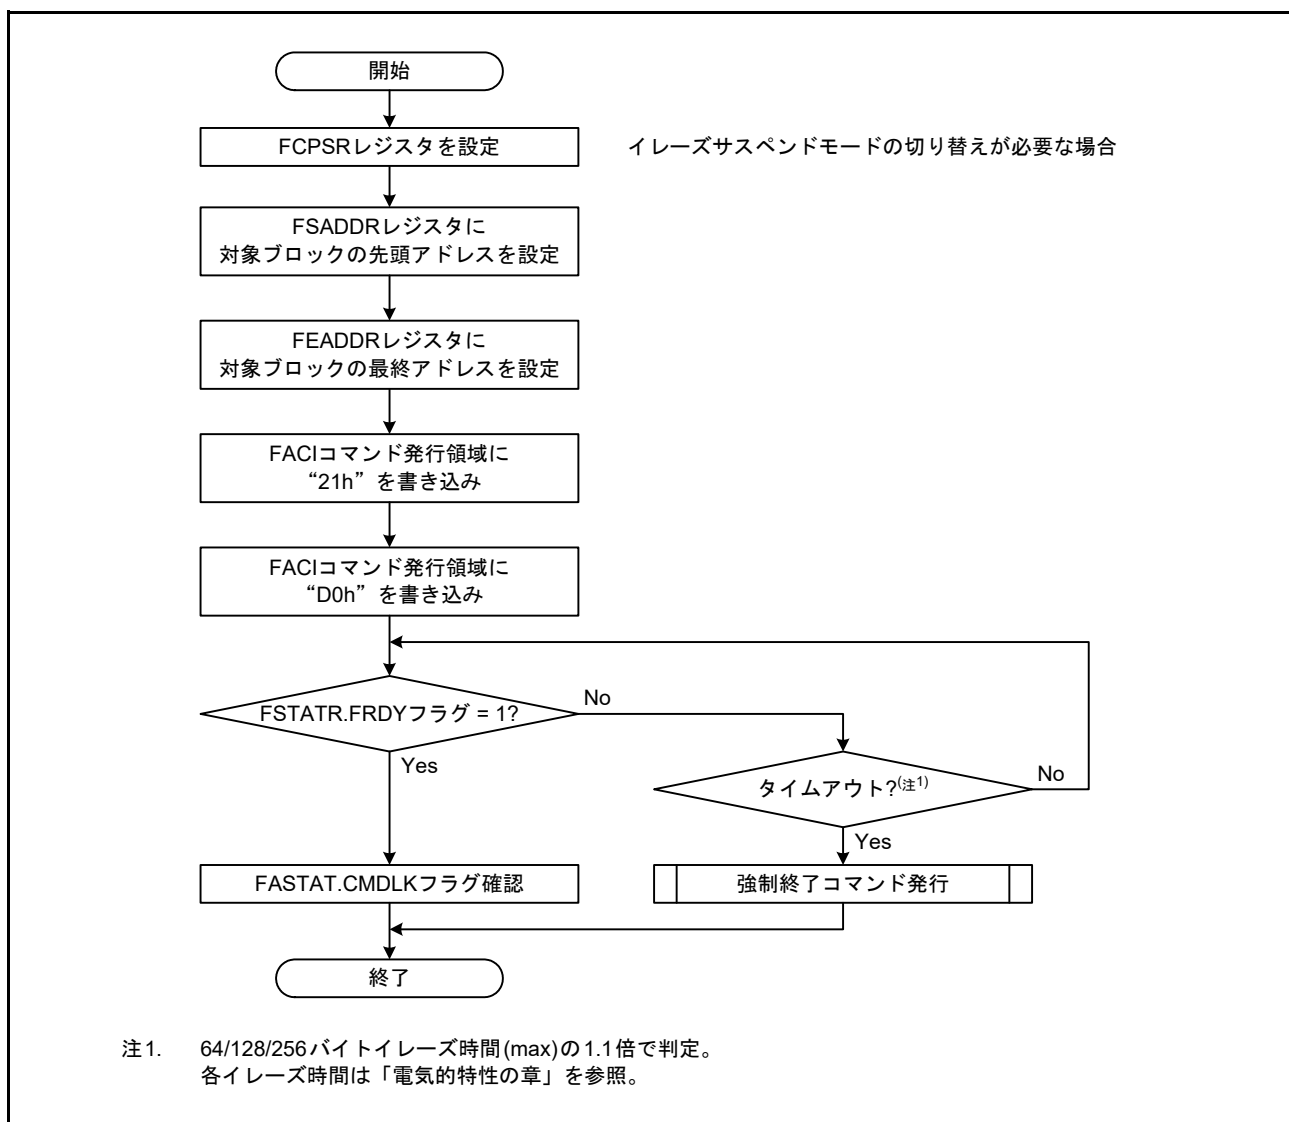 開始
FCPSRレジスタを設定
イレーズサスペンドモードの切り替えが必要な場合
FSADDRレジスタに
対象ブロックの先頭アドレスを設定
FEADDRレジスタに
対象ブロックの最終アドレスを設定
FACIコマンド発行領域に
“21h”を書き込み
FACIコマンド発行領域に
“D0h”を書き込み
FSTATR.FRDYフラグ = 1?
No
Yes
タイムアウト?(注1)
No
Yes
FASTAT.CMDLKフラグ確認
強制終了コマンド発行
終了
注1. 64/128/256バイトイレーズ時間(max)の1.1倍で判定。
各イレーズ時間は「電気的特性の章」を参照。